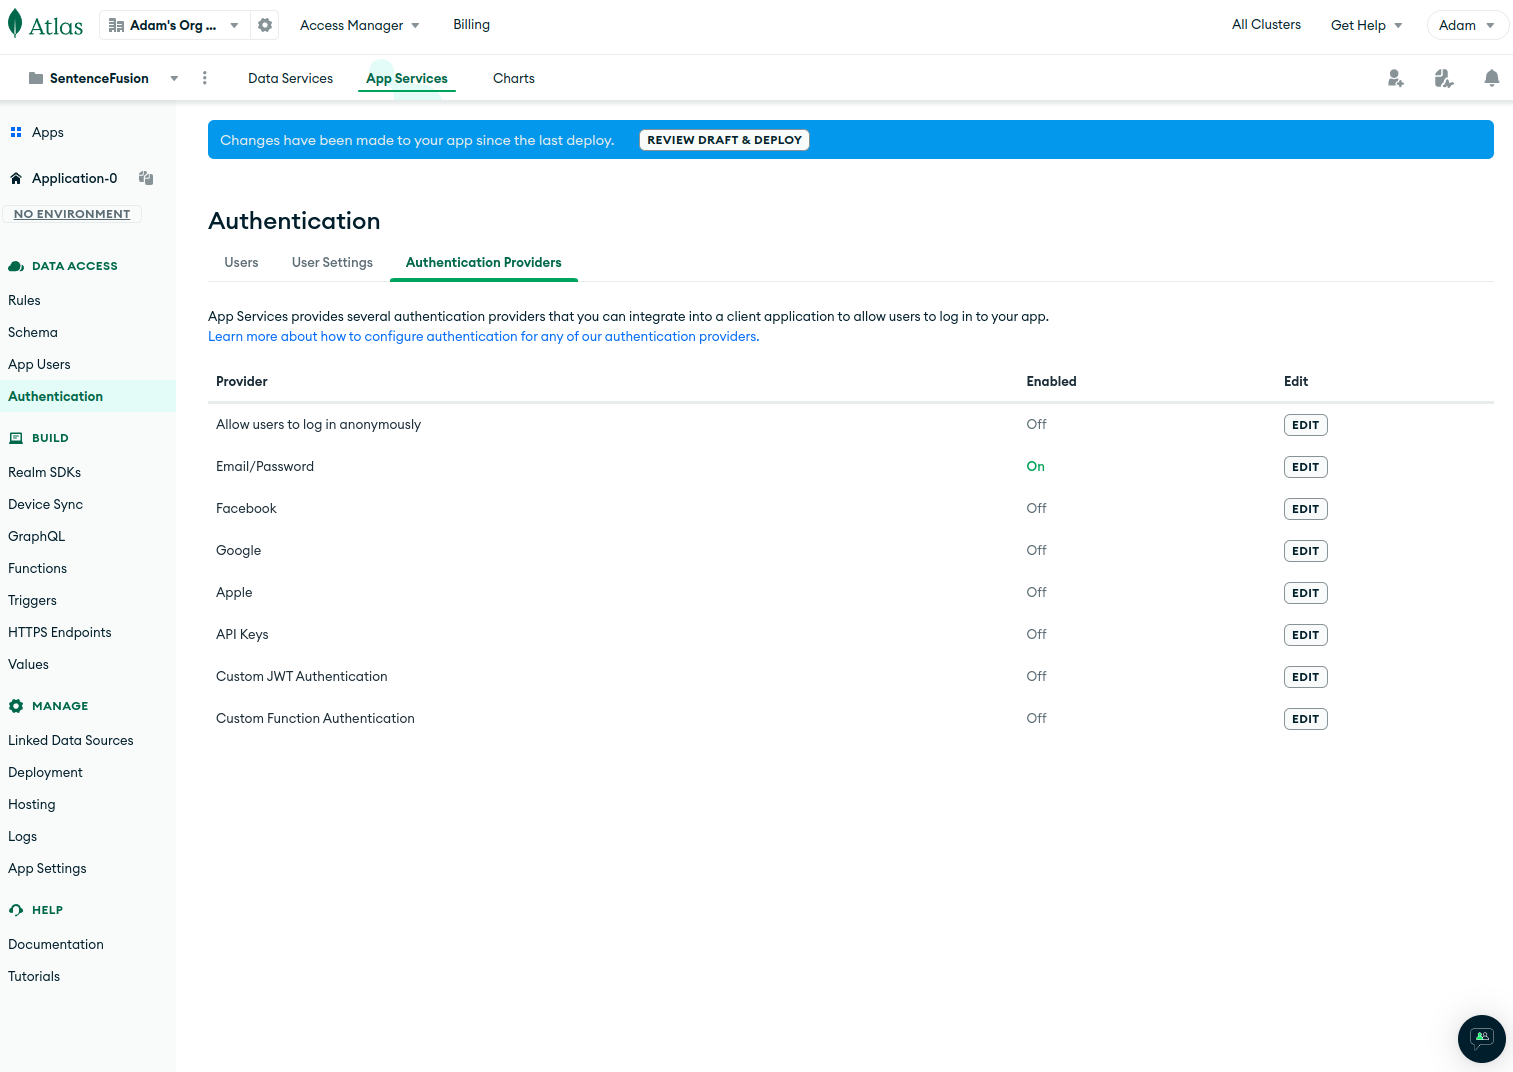 Atlas
Adam's Org ...
Access Manager
Billing
All Clusters
Get Help
Adam
SentenceFusion
Data Services
App Services
Charts
Apps
Application-0
NO ENVIRONMENT
DATA ACCESS
Rules
Schema
App Users
Authentication
BUILD
Realm SDKs
Device Sync
GraphQL
Functions
Triggers
HTTPS Endpoints
Values
MANAGE
Linked Data Sources
Deployment
Hosting
Logs
App Settings
HELP
Documentation
Tutorials
Changes have been made to your app since the last deploy.
REVIEW DRAFT & DEPLOY
Authentication
Users
User Settings
Authentication Providers
App Services provides several authentication providers that you can integrate into a client application to allow users to log in to your app.
Learn more about how to configure authentication for any of our authentication providers.
Provider Enabled Edit
Allow users to log in anonymously Off EDIT
Email/Password On EDIT
Facebook Off EDIT
Google Off EDIT
Apple Off EDIT
API Keys Off EDIT
Custom JWT Authentication Off EDIT
Custom Function Authentication Off EDIT